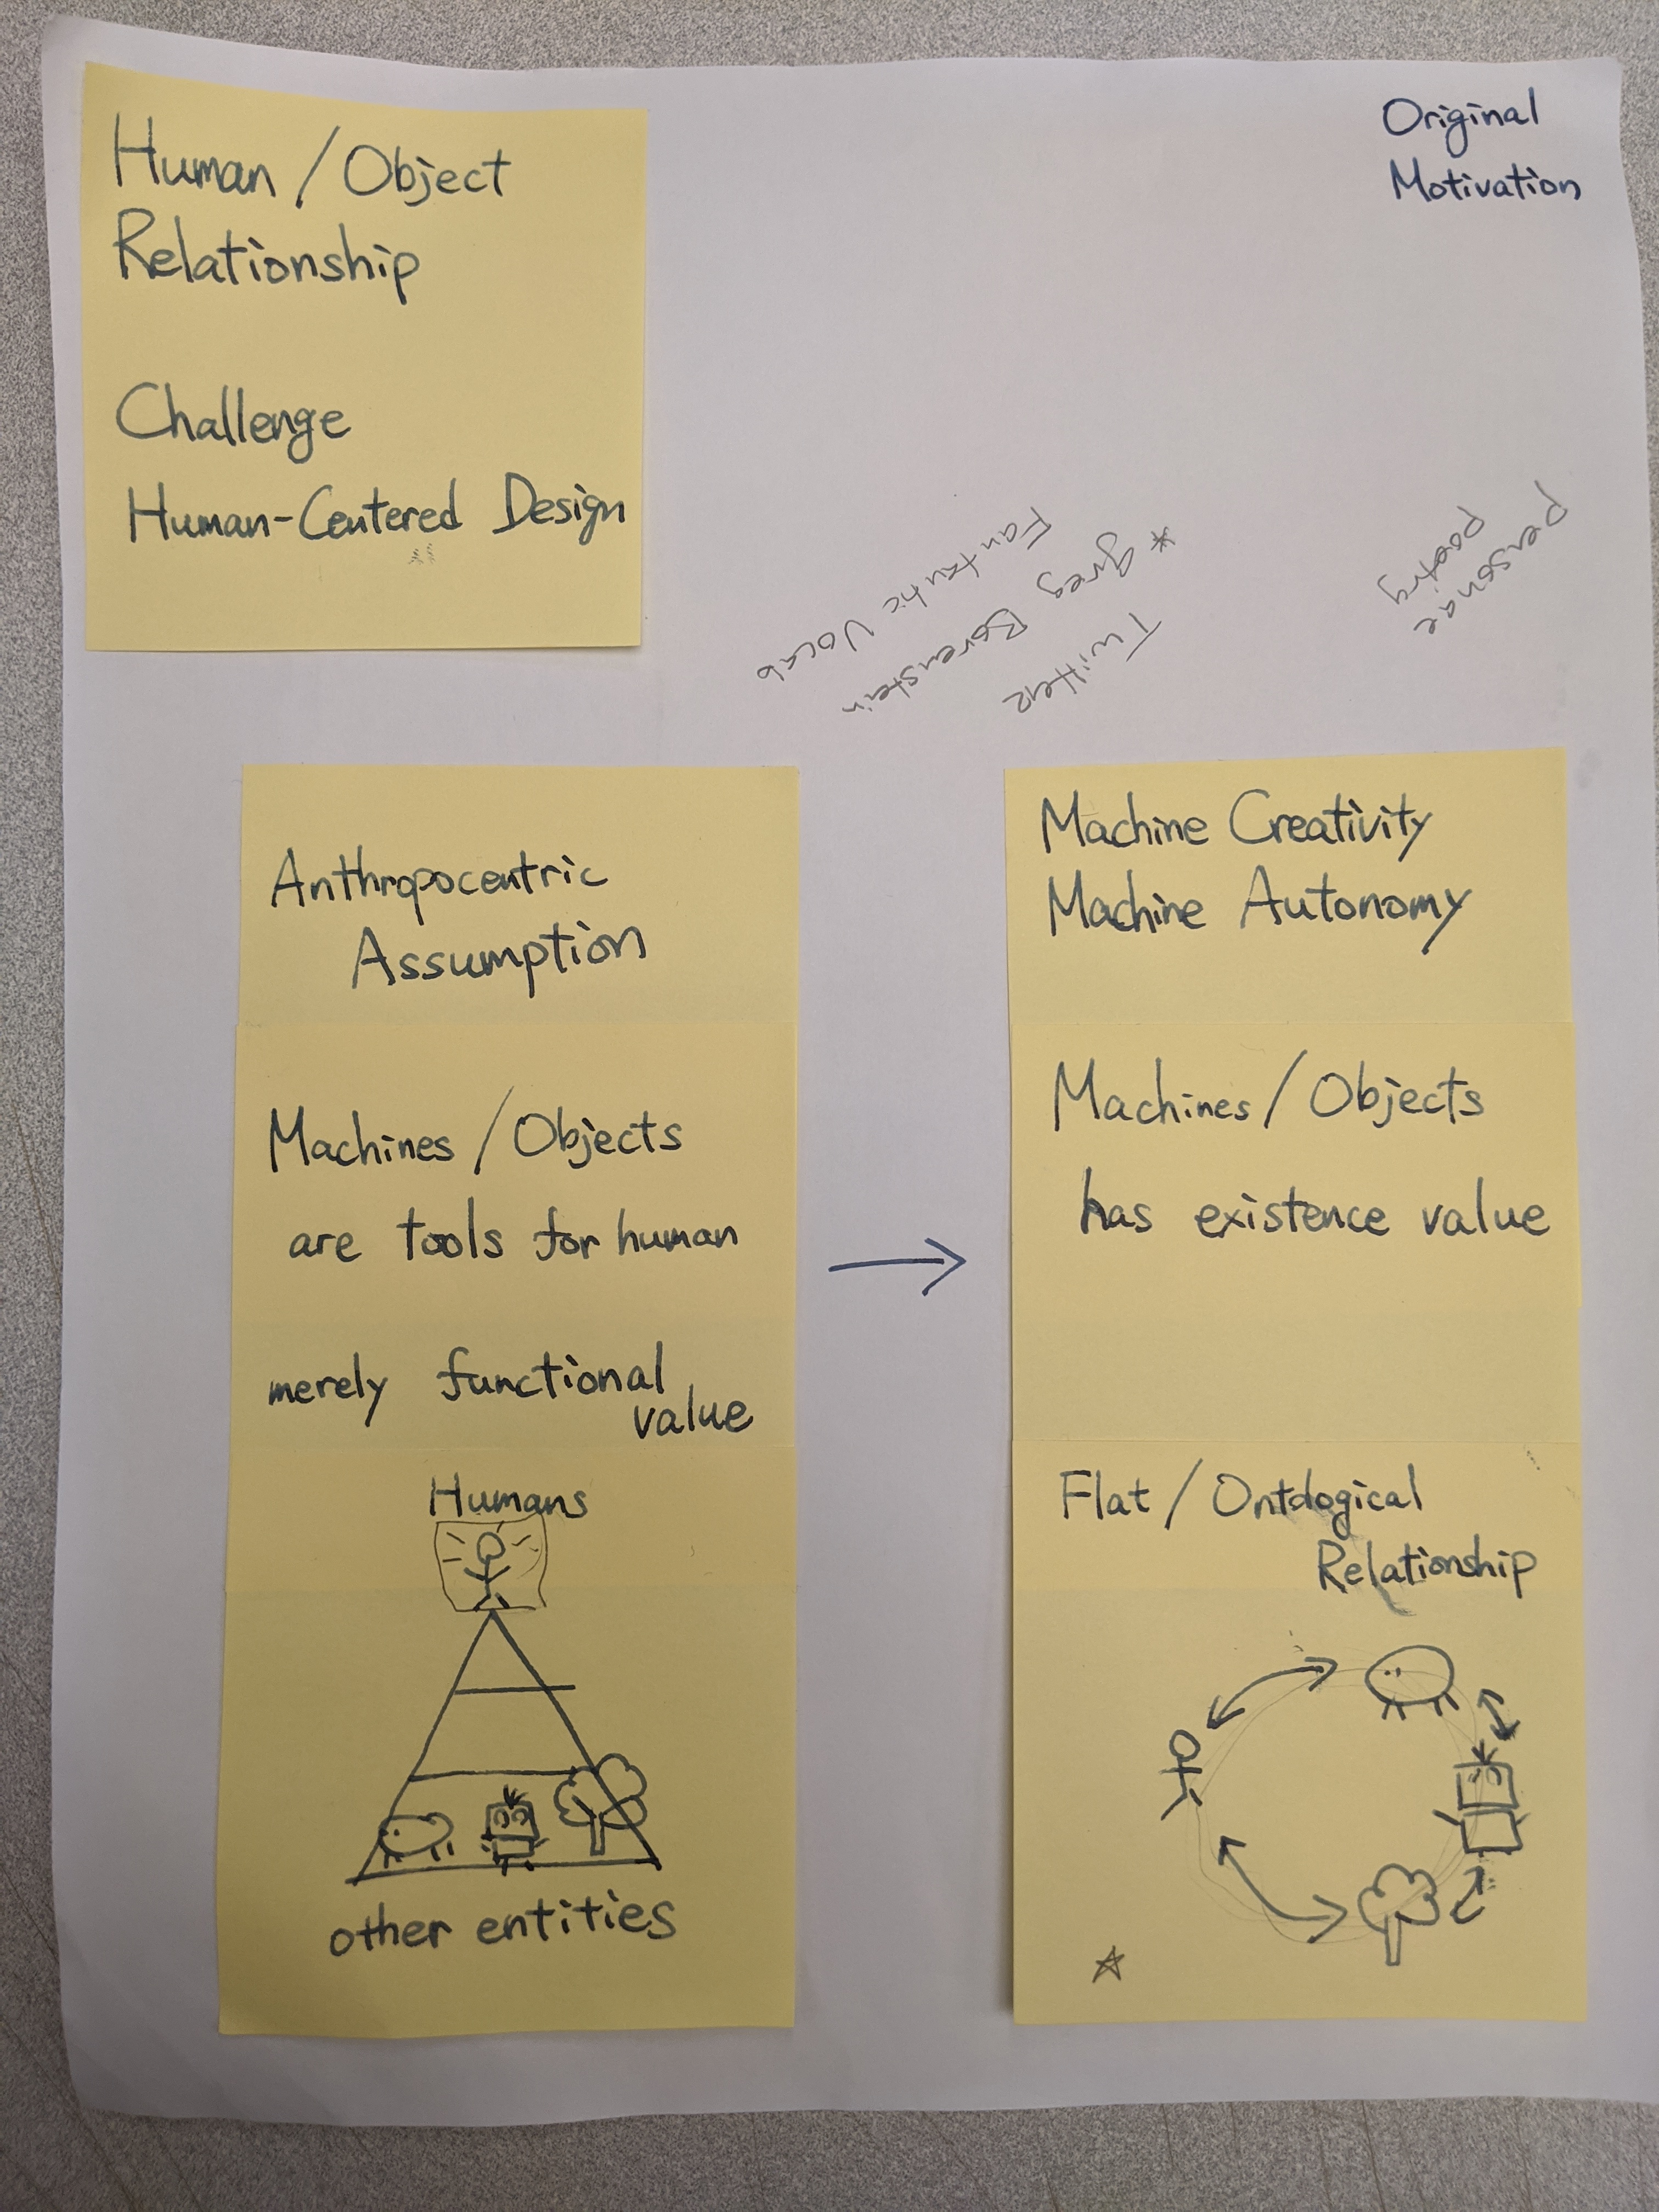 Human / Object
Relationship
Challenge
Human-Centered Design
Original
Motivation
personae
poetry
* greg Borenstein
Twitter
Fantastic Vocab
Anthropocentric
Assumption
Machines / Objects
are tools for human
merely functional
value
Humans
other entities
Machine Creativity
Machine Autonomy
Machines / Objects
has existence value
Flat / Ontological
Relationship